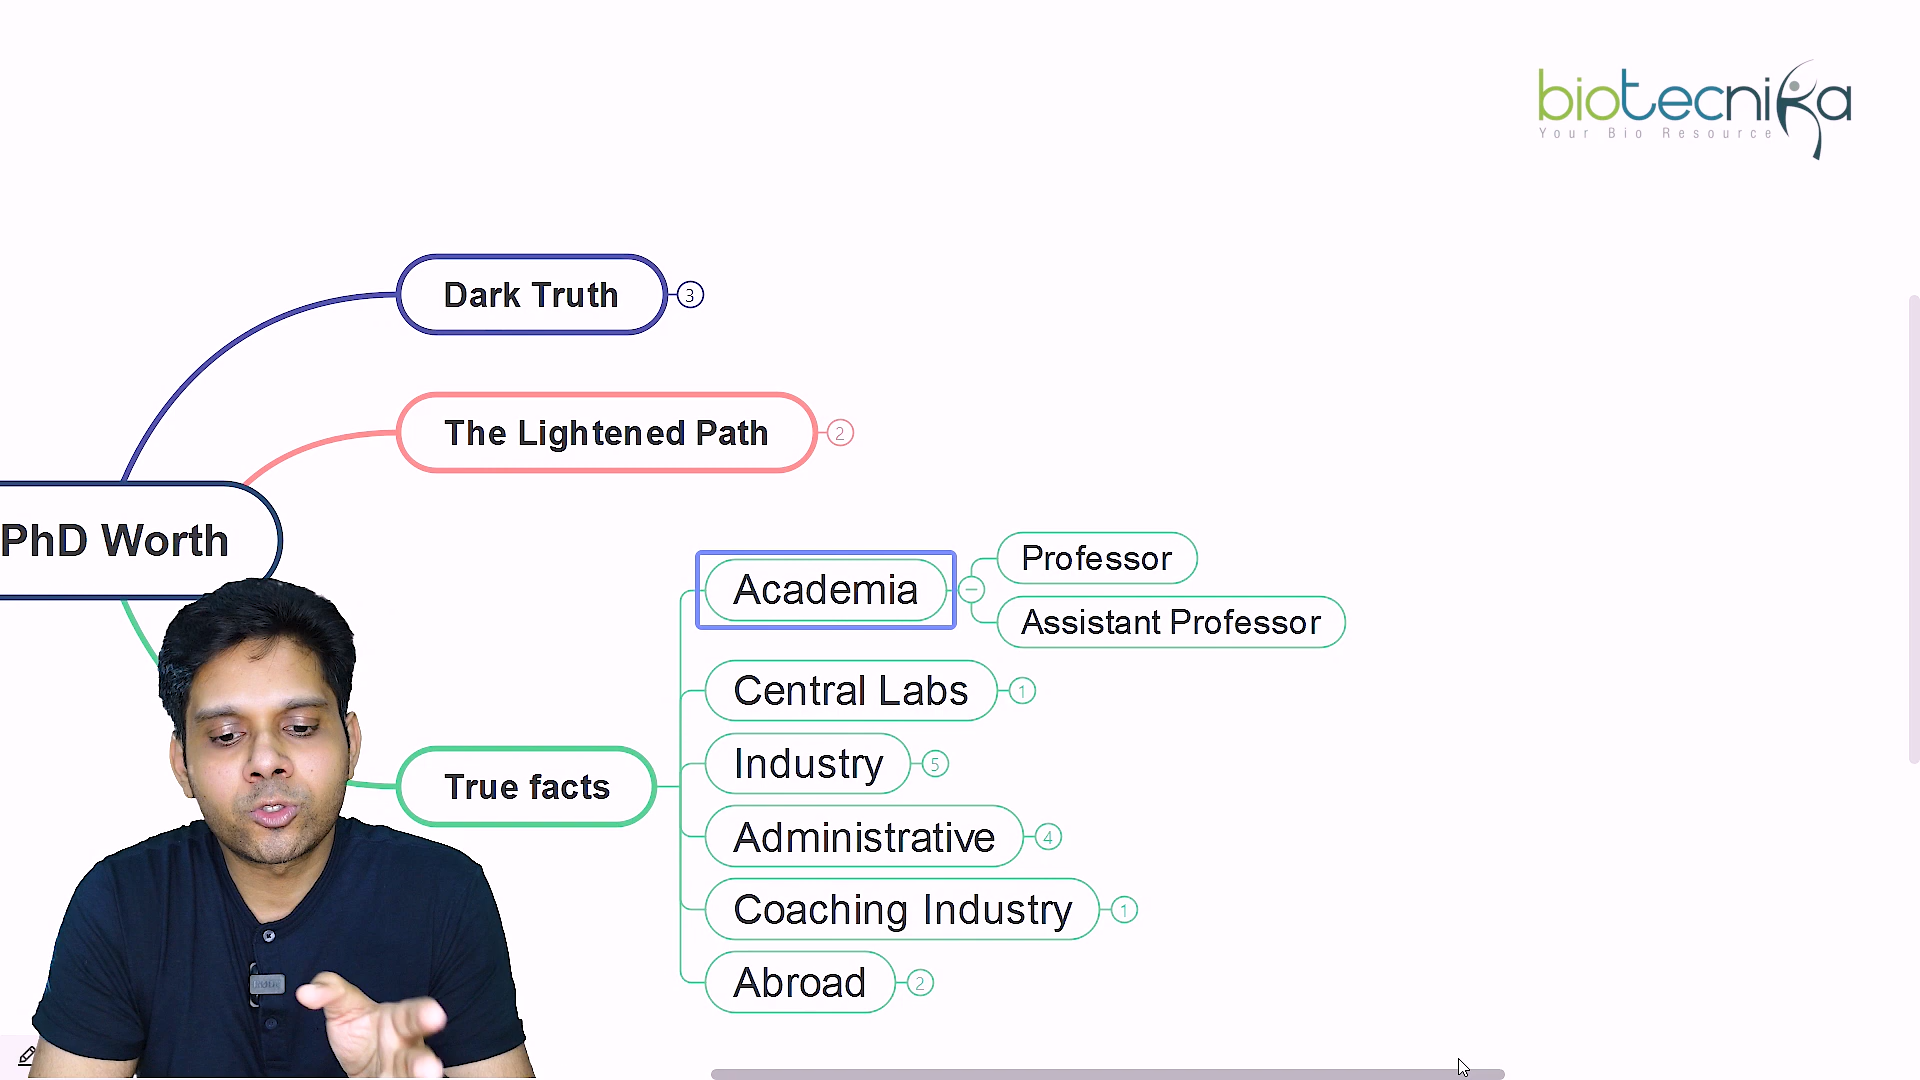 biotecnika
Your Bio Resource
Dark Truth
3
The Lightened Path
2
PhD Worth
Academia
Professor
Assistant Professor
Central Labs
1
Industry
5
True facts
Administrative
4
Coaching Industry
1
Abroad
2